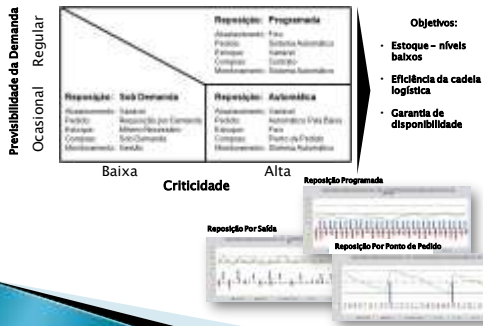 Previsibilidade da Demanda
Regular
Ocasional
Reposição: Programada
Abastecimento: Fixo
Pedido: Sistema Automático
Estoque: Variável
Compras: Contrato
Monitoramento: Sistema Automático
Reposição: Sob Demanda
Abastecimento: Variável
Pedido: Requisição por Demanda
Estoque: Mínimo Necessário
Compras: Sob Demanda
Monitoramento: Gestão
Reposição: Automática
Abastecimento: Variável
Pedido: Automático Pela Baixa
Estoque: Fixo
Compras: Ponto de Pedido
Monitoramento: Sistema Automático
Baixa
Alta
Criticidade
Objetivos:
• Estoque – níveis
baixos
• Eficiência da cadeia
logística
• Garantia de
disponibilidade
Reposição Programada
Reposição Por Saída
Reposição Por Ponto de Pedido